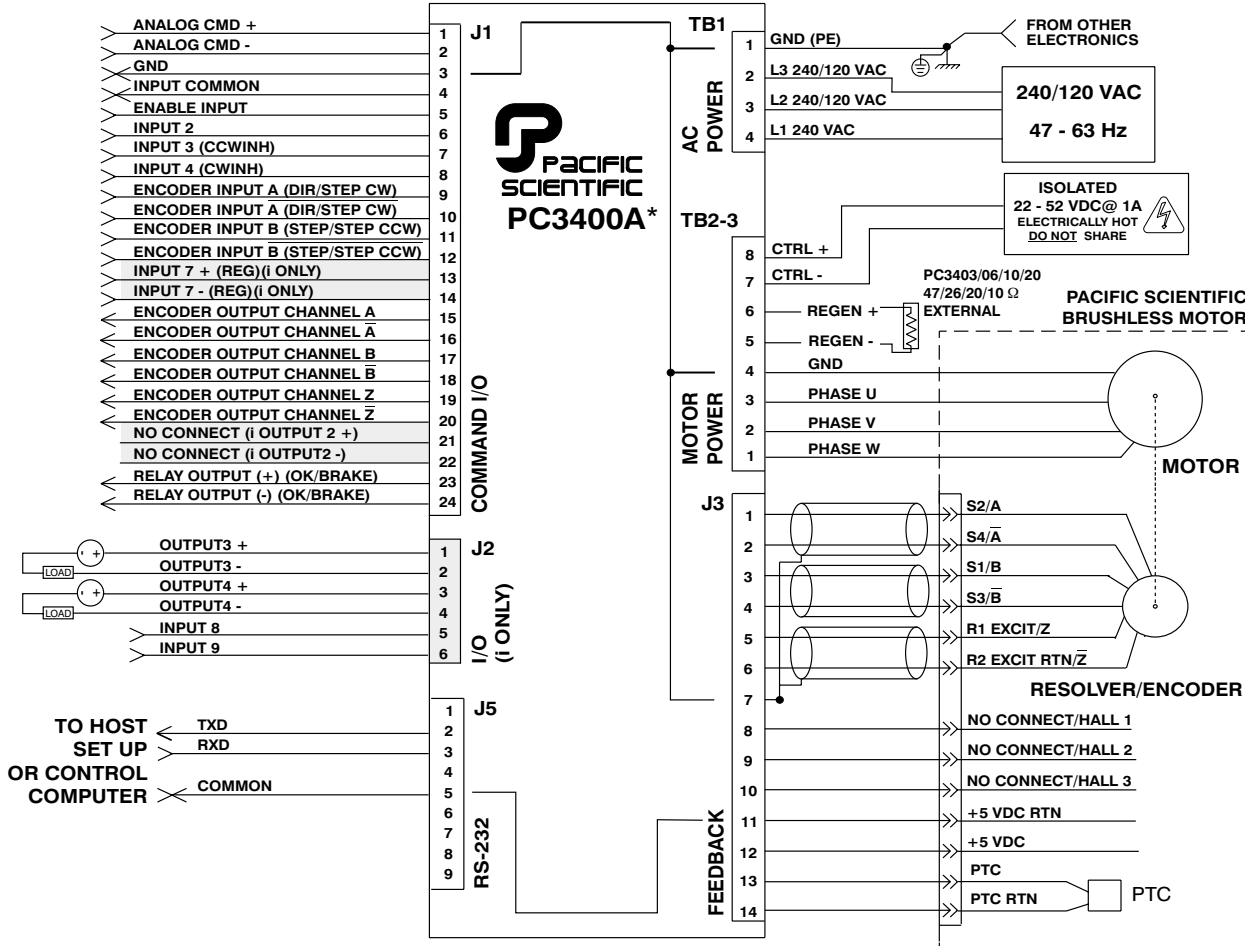 ANALOG CMD + 1
ANALOG CMD - 2
GND 3
INPUT COMMON 4
ENABLE INPUT 5
INPUT 2 6
INPUT 3 (CCWINH) 7
INPUT 4 (CWINH) 8
ENCODER INPUT A (DIR/STEP CW) 9
ENCODER INPUT A̅ (D̅I̅R̅/S̅T̅E̅P̅ C̅W̅) 10
ENCODER INPUT B (STEP/STEP CCW) 11
ENCODER INPUT B̅ (S̅T̅E̅P̅/S̅T̅E̅P̅ C̅C̅W̅) 12
INPUT 7 + (REG)(i ONLY) 13
INPUT 7 - (REG)(i ONLY) 14
ENCODER OUTPUT CHANNEL A 15
ENCODER OUTPUT CHANNEL A̅ 16
ENCODER OUTPUT CHANNEL B 17
ENCODER OUTPUT CHANNEL B̅ 18
ENCODER OUTPUT CHANNEL Z 19
ENCODER OUTPUT CHANNEL Z̅ 20
NO CONNECT (i OUTPUT 2 +) 21
NO CONNECT (i OUTPUT2 -) 22
RELAY OUTPUT (+) (OK/BRAKE) 23
RELAY OUTPUT (-) (OK/BRAKE) 24
J1
COMMAND I/O
PACIFIC
SCIENTIFIC
PC3400A*
- +
LOAD
- +
LOAD
OUTPUT3 + 1
OUTPUT3 - 2
OUTPUT4 + 3
OUTPUT4 - 4
INPUT 8 5
INPUT 9 6
J2
I/O
(i ONLY)
TO HOST
SET UP
OR CONTROL
COMPUTER
1
TXD 2
RXD 3
4
COMMON 5
6
7
8
9
J5
RS-232
TB1
AC
POWER
1 GND (PE)
2 L3 240/120 VAC
3 L2 240/120 VAC
4 L1 240 VAC
FROM OTHER
ELECTRONICS
240/120 VAC
47 - 63 Hz
ISOLATED
22 - 52 VDC@ 1A
ELECTRICALLY HOT
DO NOT SHARE
TB2-3
MOTOR
POWER
8 CTRL +
7 CTRL -
6 REGEN +
5 REGEN -
4 GND
3 PHASE U
2 PHASE V
1 PHASE W
PC3403/06/10/20
47/26/20/10 Ω
EXTERNAL
PACIFIC SCIENTIFIC
BRUSHLESS MOTOR
MOTOR
J3
FEEDBACK
1 S2/A
2 S4/A̅
3 S1/B
4 S3/B̅
5 R1 EXCIT/Z
6 R2 EXCIT RTN/Z̅
7
8 NO CONNECT/HALL 1
9 NO CONNECT/HALL 2
10 NO CONNECT/HALL 3
11 +5 VDC RTN
12 +5 VDC
13 PTC
14 PTC RTN
RESOLVER/ENCODER
PTC